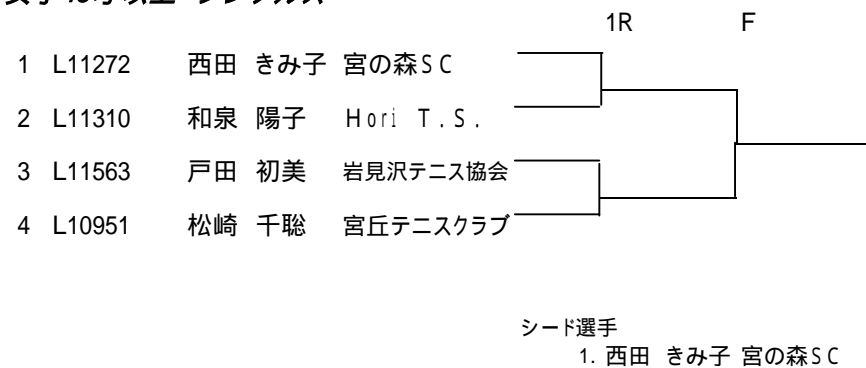 1R F
1 L11272 西田 きみ子 宮の森SC
2 L11310 和泉 陽子 Hori T.S.
3 L11563 戸田 初美 岩見沢テニス協会
4 L10951 松崎 千聡 宮丘テニスクラブ
シード選手
1. 西田 きみ子 宮の森SC